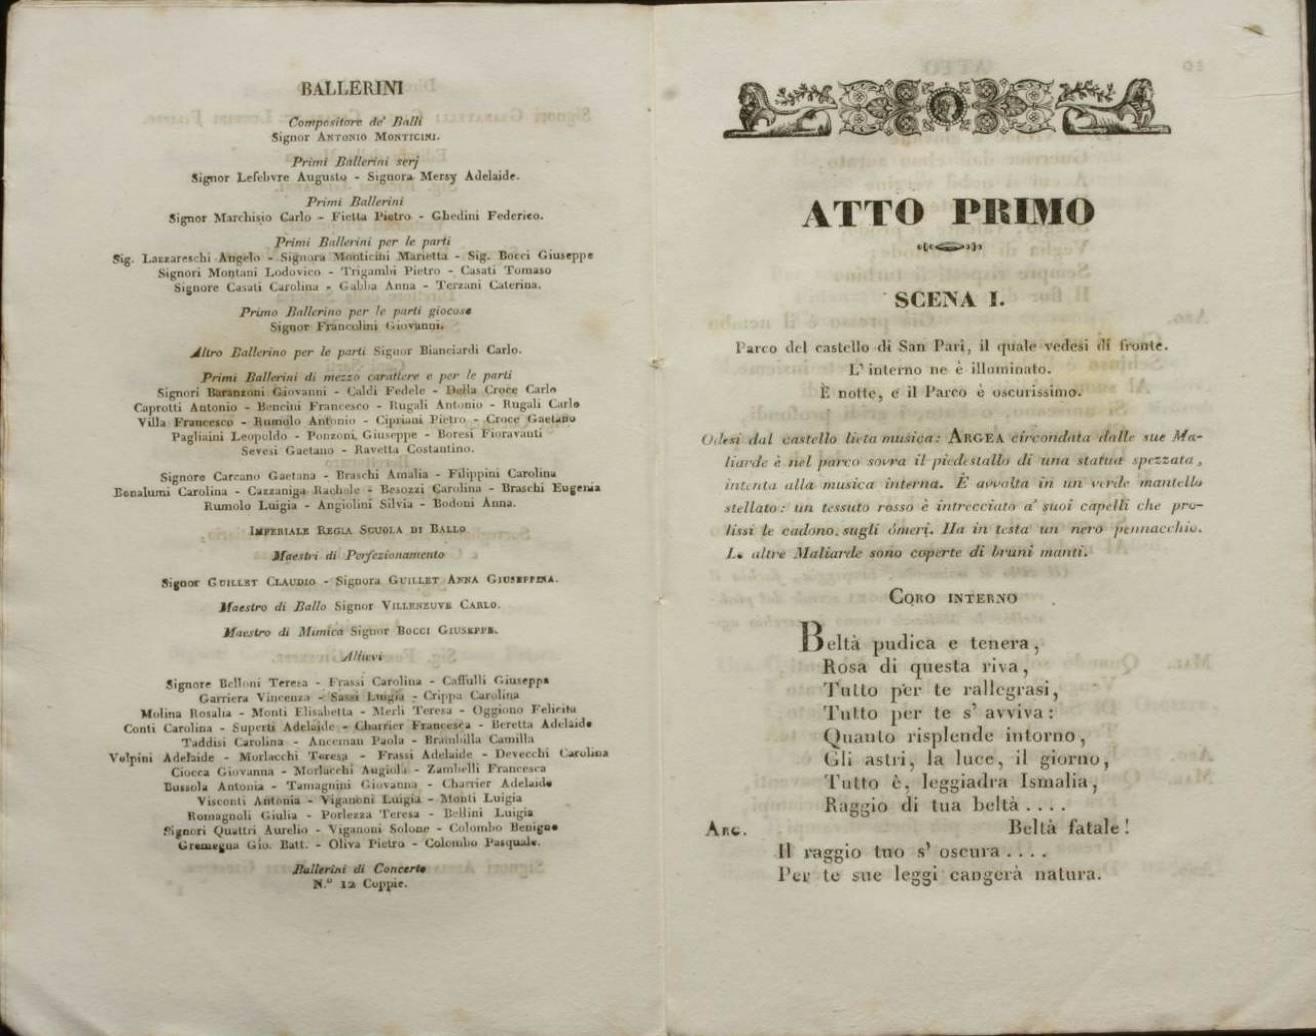 BALLERINI
Compositore de' Balli
Signor ANTONIO MONTICINI.
Primi Ballerini serj
Signor Lefebvre Augusto - Signora Mersy Adelaide.
Primi Ballerini
Signor Marchisio Carlo - Fietta Pietro - Ghedini Federico.
Primi Ballerini per le parti
Sig. Lazzareschi Angelo - Signora Monticini Marietta - Sig. Bocci Giuseppe
Signori Montani Lodovico - Trigambi Pietro - Casati Tomaso
Signore Casati Carolina - Gabba Anna - Terzani Caterina.
Primo Ballerino per le parti giocose
Signor Francolini Giovanni.
Altro Ballerino per le parti Signor Bianciardi Carlo.
Primi Ballerini di mezzo carattere e per le parti
Signori Baranzoni Giovanni - Caldi Fedele - Della Croce Carlo
Caprotti Antonio - Bencini Francesco - Rugali Antonio - Rugali Carlo
Villa Francesco - Rumolo Antonio - Cipriani Pietro - Croce Gaetano
Pagliaini Leopoldo - Ponzoni Giuseppe - Boresi Fioravanti
Sevesi Gaetano - Ravetta Costantino.
Signore Carcano Gaetana - Braschi Amalia - Filippini Carolina
Bonalumi Carolina - Cazzaniga Rachele - Besozzi Carolina - Braschi Eugenia
Rumolo Luigia - Angiolini Silvia - Bodoni Anna.
IMPERIALE REGIA SCUOLA DI BALLO
Maestri di Perfezionamento
Signor GUILLET CLAUDIO - Signora GUILLET ANNA GIUSEPPINA.
Maestro di Ballo Signor VILLENEUVE CARLO.
Maestro di Mimica Signor BOCCI GIUSEPPE.
Allievi
Signore Belloni Teresa - Frassi Carolina - Caffulli Giuseppa
Garriera Vincenza - Sassi Luigia - Crippa Carolina
Molina Rosalia - Monti Elisabetta - Merli Teresa - Oggiono Felicita
Conti Carolina - Superti Adelaide - Charrier Francesca - Beretta Adelaide
Taddisi Carolina - Anceman Paola - Brambilla Camilla
Volpini Adelaide - Morlacchi Teresa - Frassi Adelaide - Devecchi Carolina
Ciocca Giovanna - Morlacchi Angiola - Zambelli Francesca
Bussola Antonia - Tamagnini Giovanna - Charrier Adelaide
Visconti Antonia - Viganoni Luigia - Monti Luigia
Romagnoli Giulia - Porlezza Teresa - Bellini Luigia
Signori Quattri Aurelio - Viganoni Solone - Colombo Benigno
Gremegna Gio. Batt. - Oliva Pietro - Colombo Pasquale.
Ballerini di Concerto
N.º 12 Coppie.
ATTO PRIMO
SCENA I.
Parco del castello di San Pari, il quale vedesi di fronte.
L' interno ne è illuminato.
È notte, e il Parco è oscurissimo.
Odesi dal castello lieta musica: ARGEA circondata dalle sue Ma-
liarde è nel parco sovra il piedestallo di una statua spezzata,
intenta alla musica interna. È avvolta in un verde mantello
stellato: un tessuto rosso è intrecciato a' suoi capelli che pro-
lissi le cadono sugli ómeri. Ha in testa un nero pennacchio.
Le altre Maliarde sono coperte di bruni manti.
CORO INTERNO
Beltà pudica e tenera,
Rosa di questa riva,
Tutto per te rallegrasi,
Tutto per te s' avviva:
Quanto risplende intorno,
Gli astri, la luce, il giorno,
Tutto è, leggiadra Ismalia,
Raggio di tua beltà....
ARG. Beltà fatale!
Il raggio tuo s' oscura....
Per te sue leggi cangerà natura.